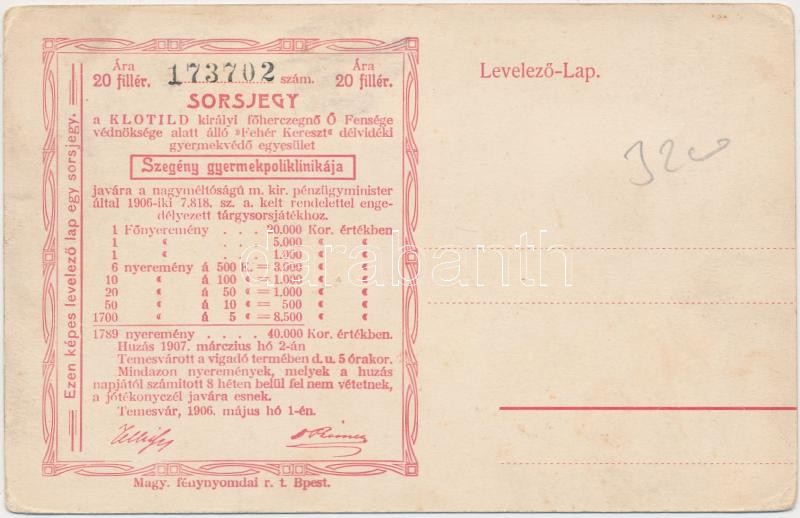 Ezen képes levelező lap egy sorsjegy.
Ára
20 fillér.
173702 szám.
Ára
20 fillér.
SORSJEGY
a KLOTILD királyi főherczegnő Ő Fensége
védnöksége alatt álló »Fehér Kereszt« délvidéki
gyermekvédő egyesület
Szegény gyermekpoliklinikája
javára a nagyméltóságú m. kir. pénzügyminister
által 1906-iki 7.818. sz. a. kelt rendelettel enge-
délyezett tárgysorsjátékhoz.
1 Főnyeremény . . . 20.000 Kor. értékben
1 « . . . 5.000 « «
1 « . . . 1.000 « «
6 nyeremény á 500 K. = 3.000 « «
10 « á 100 « = 1.000 « «
20 « á 50 « = 1.000 « «
50 « á 10 « = 500 « «
1700 « á 5 « = 8,500 « «
1789 nyeremény . . . . 40.000 Kor. értékben.
Huzás 1907. márczius hó 2-án
Temesvárott a vigadó termében d. u. 5 órakor.
Mindazon nyeremények, melyek a huzás
napjától számított 8 héten belül fel nem vétetnek,
a jótékonyczél javára esnek.
Temesvár, 1906. május hó 1-én.
Magy. fénynyomdai r. t. Bpest.
Levelező-Lap.
3200
darabanth